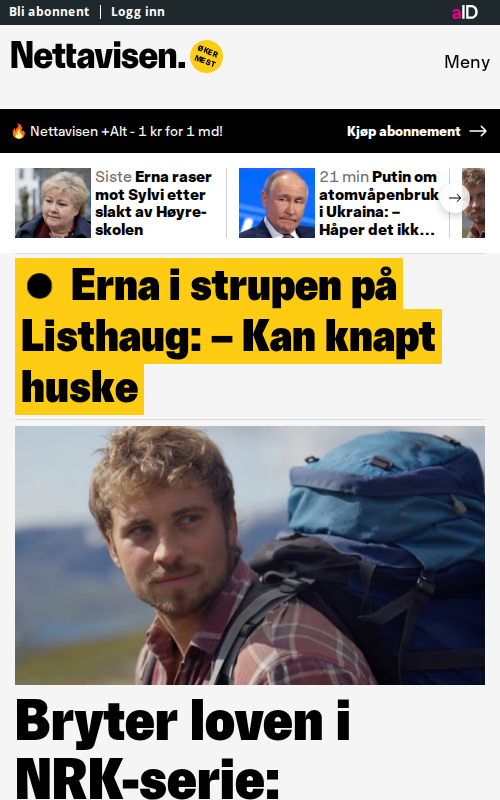 Bli abonnent | Logg inn
aID
Nettavisen.
ØKER
MEST
Meny
🔥 Nettavisen +Alt - 1 kr for 1 md!
Kjøp abonnement →
Siste Erna raser
mot Sylvi etter
slakt av Høyre-
skolen
21 min Putin om
atomvåpenbruk
i Ukraina: –
Håper det ikk...
Erna i strupen på
Listhaug: – Kan knapt
huske
Bryter loven i
NRK-serie: